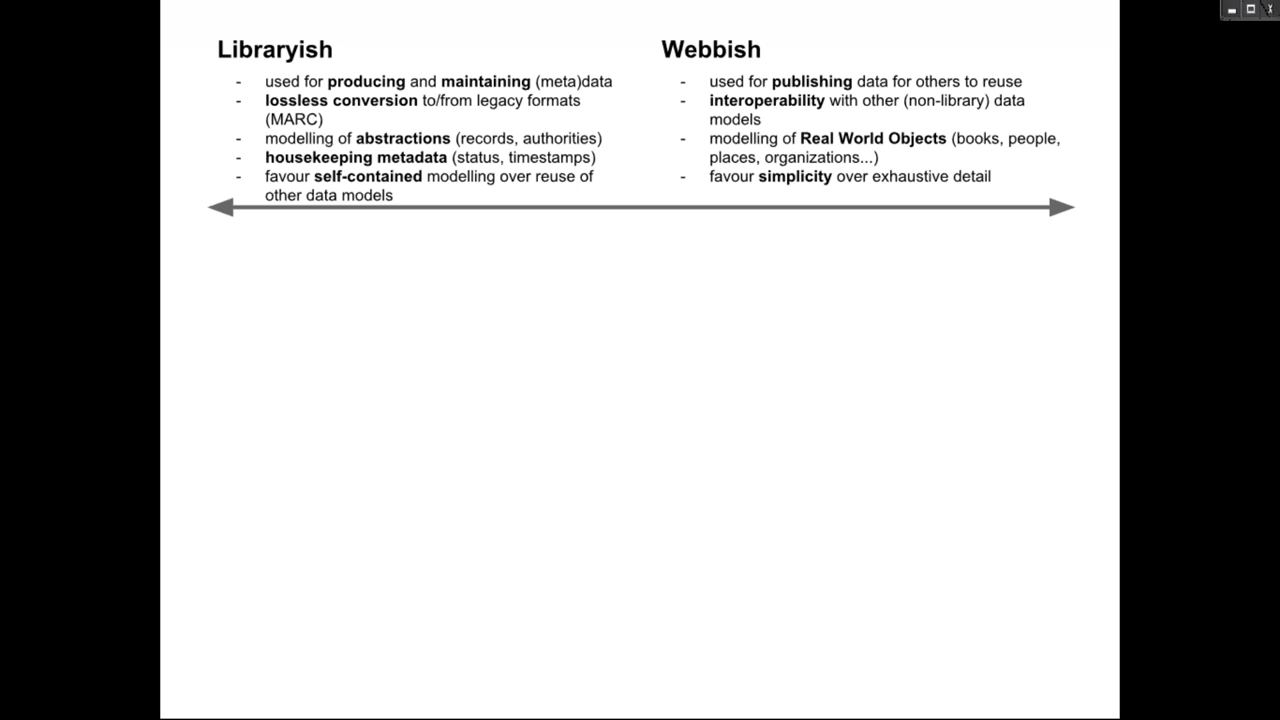 Libraryish
- used for producing and maintaining (meta)data
- lossless conversion to/from legacy formats
(MARC)
- modelling of abstractions (records, authorities)
- housekeeping metadata (status, timestamps)
- favour self-contained modelling over reuse of
other data models
Webbish
- used for publishing data for others to reuse
- interoperability with other (non-library) data
models
- modelling of Real World Objects (books, people,
places, organizations...)
- favour simplicity over exhaustive detail